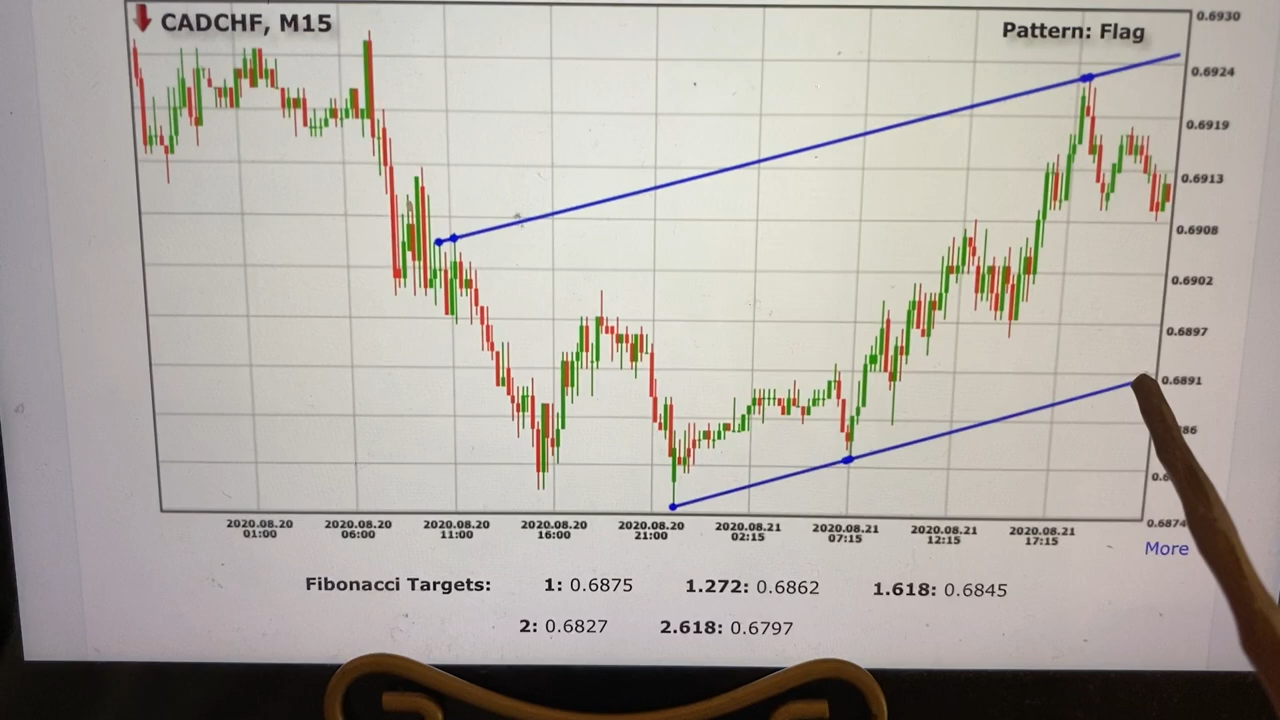 CADCHF, M15
Pattern: Flag
0.6930
0.6924
0.6919
0.6913
0.6908
0.6902
0.6897
0.6891
86
0.6
0.6874
2020.08.20 2020.08.20 2020.08.20 2020.08.20 2020.08.20 2020.08.21 2020.08.21 2020.08.21 2020.08.21
01:00 06:00 11:00 16:00 21:00 02:15 07:15 12:15 17:15
More
Fibonacci Targets: 1: 0.6875 1.272: 0.6862 1.618: 0.6845
2: 0.6827 2.618: 0.6797